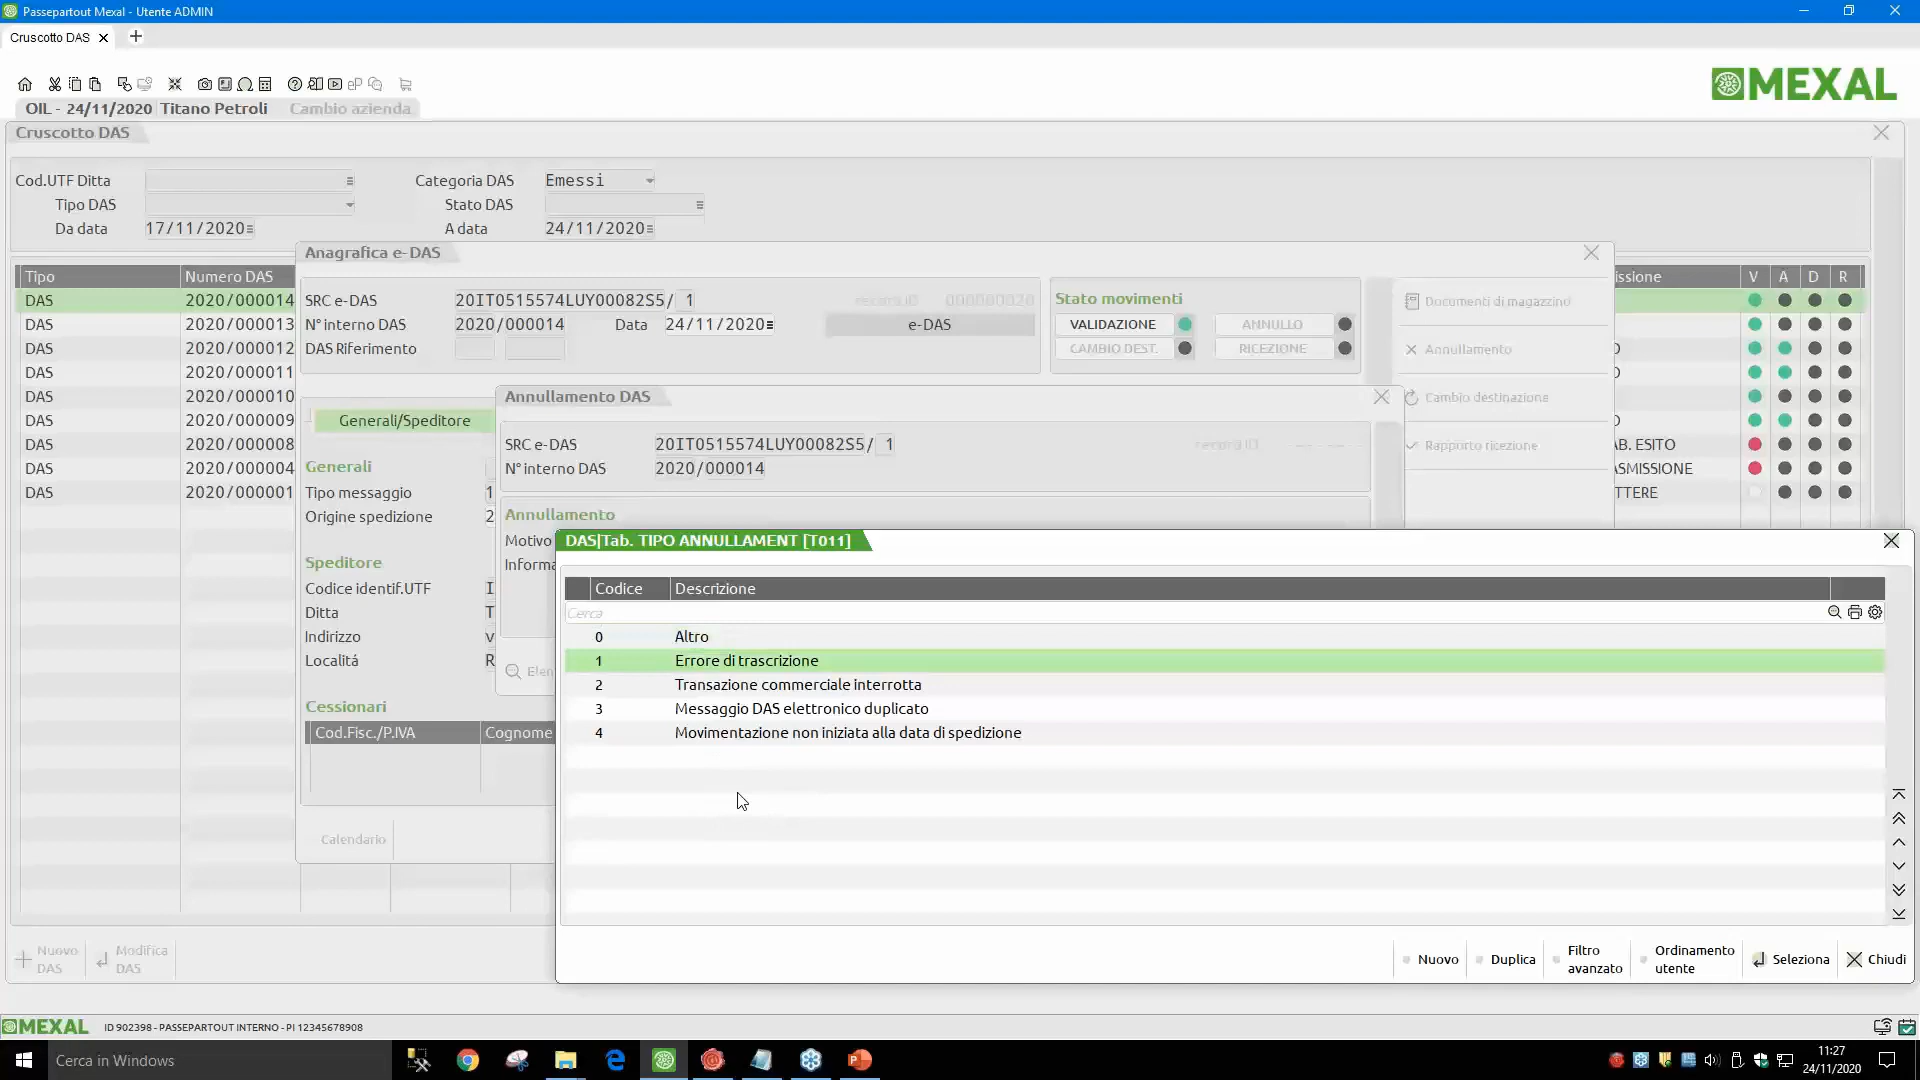 Passepartout Mexal - Utente ADMIN
Cruscotto DAS
MEXAL
OIL - 24/11/2020 Titano Petroli Cambio azienda
Cruscotto DAS
Cod.UTF Ditta Categoria DAS Emessi
Tipo DAS Stato DAS
Da data 17/11/2020 A data 24/11/2020
Anagrafica e-DAS
Tipo Numero DAS issione V A D R
DAS 2020/000014
DAS 2020/000013
DAS 2020/000012
DAS 2020/000011
DAS 2020/000010
DAS 2020/000009
DAS 2020/000008 AB. ESITO
DAS 2020/000004 ASMISSIONE
DAS 2020/000001 TTERE
SRC e-DAS 20IT0515574LUY00082S5/ 1 record ID 000000020
N° interno DAS 2020/000014 Data 24/11/2020 e-DAS
DAS Riferimento
Stato movimenti
VALIDAZIONE ANNULLO
CAMBIO DEST. RICEZIONE
Documenti di magazzino
Annullamento
Cambio destinazione
Rapporto ricezione
Generali/Speditore
Generali
Tipo messaggio 1
Origine spedizione 2
Speditore
Codice identif.UTF I
Ditta T
Indirizzo v
Localitá R
Cessionari
Cod.Fisc./P.IVA Cognome
Calendario
Annullamento DAS
SRC e-DAS 20IT0515574LUY00082S5/ 1 record ID
N° interno DAS 2020/000014
Annullamento
Motivo
Informa
Elen
DAS|Tab. TIPO ANNULLAMENT [T011]
Codice Descrizione
Cerca
0 Altro
1 Errore di trascrizione
2 Transazione commerciale interrotta
3 Messaggio DAS elettronico duplicato
4 Movimentazione non iniziata alla data di spedizione
Nuovo Duplica Filtro avanzato Ordinamento utente Seleziona Chiudi
Nuovo DAS Modifica DAS
MEXAL ID 902398 - PASSEPARTOUT INTERNO - PI 12345678908
Cerca in Windows
11:27
24/11/2020